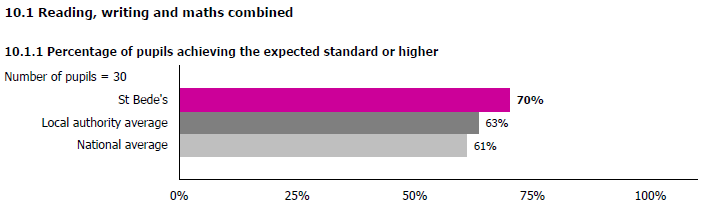 10.1 Reading, writing and maths combined
10.1.1 Percentage of pupils achieving the expected standard or higher
Number of pupils = 30
St Bede's 70%
Local authority average 63%
National average 61%
0% 25% 50% 75% 100%